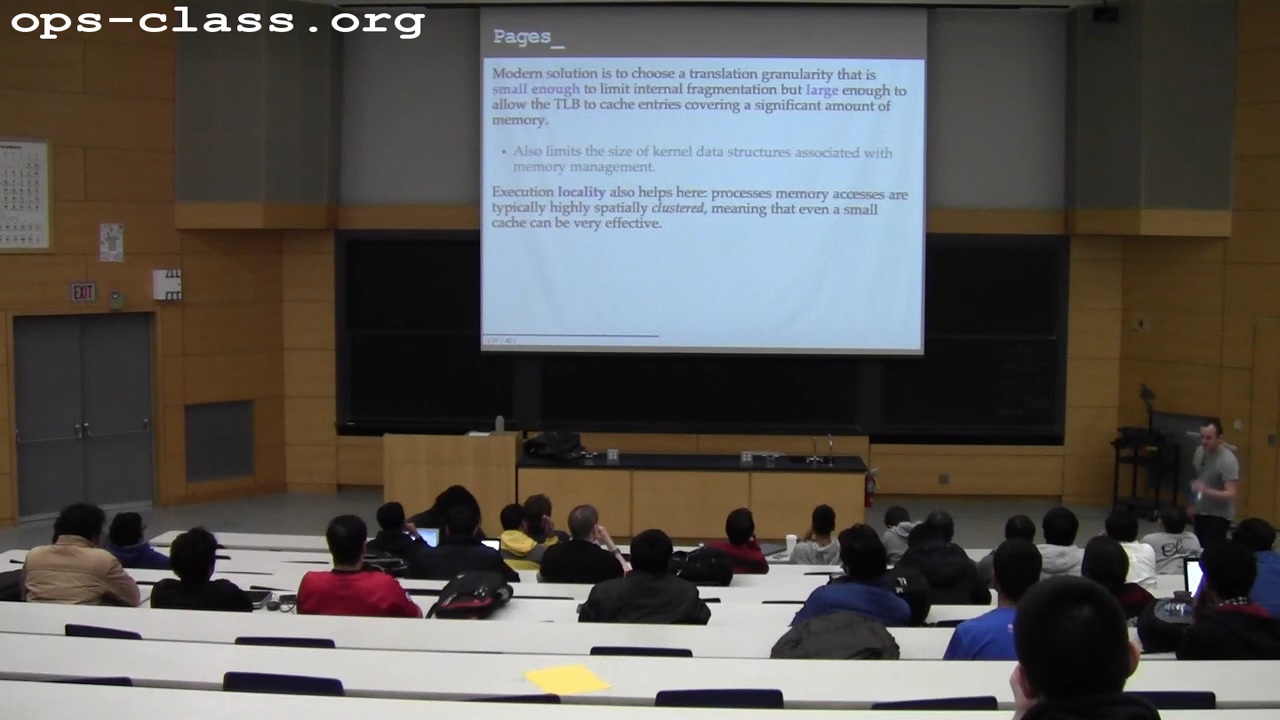 ops-class.org
Pages_
Modern solution is to choose a translation granularity that is
small enough to limit internal fragmentation but large enough to
allow the TLB to cache entries covering a significant amount of
memory.
• Also limits the size of kernel data structures associated with
memory management.
Execution locality also helps here: processes memory accesses are
typically highly spatially clustered, meaning that even a small
cache can be very effective.
EXIT